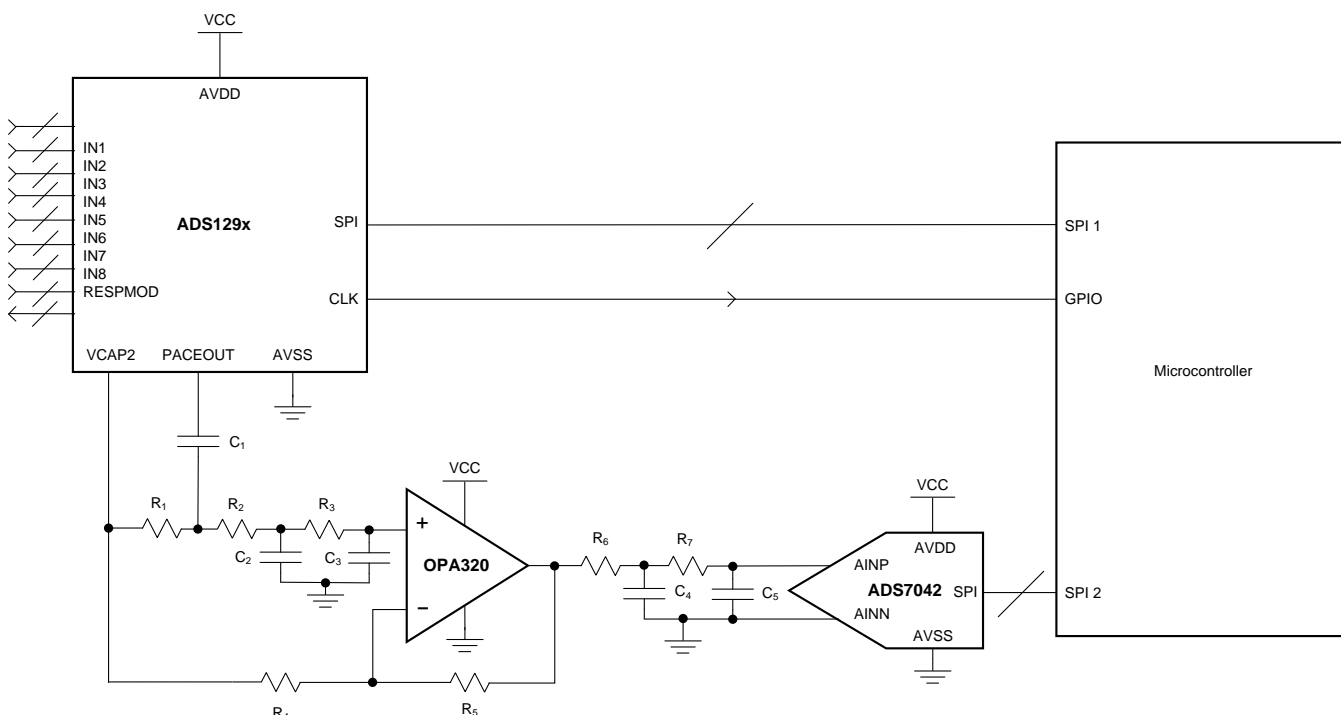 VCC
AVDD
IN1
IN2
IN3
IN4
IN5
IN6
IN7
IN8
RESPMOD
ADS129x
SPI
CLK
VCAP2
PACEOUT
AVSS
SPI 1
GPIO
Microcontroller
SPI 2
C₁
R₁
R₂
R₃
C₂
C₃
VCC
+
OPA320
−
R₅
R₆
R₇
C₄
C₅
VCC
AVDD
AINP
ADS7042
SPI
AINN
AVSS